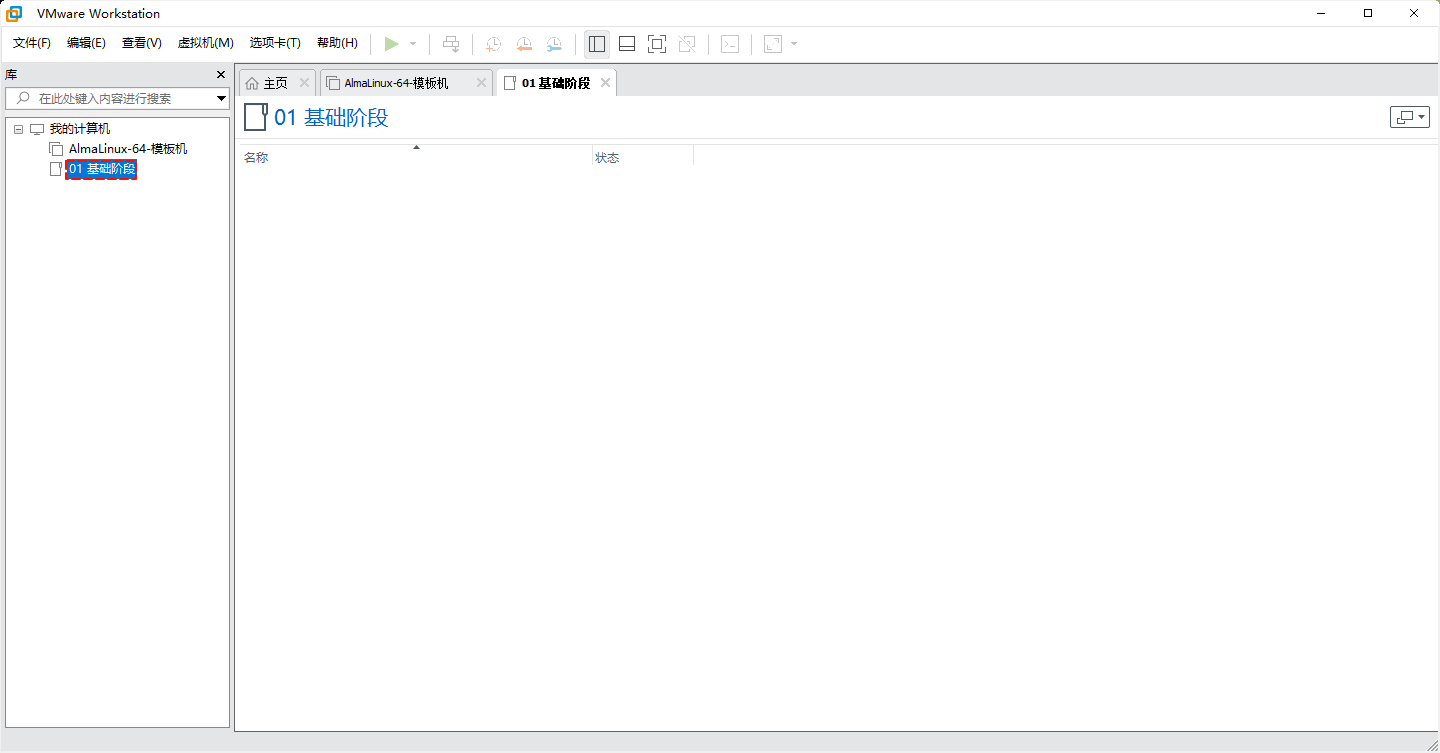 VMware Workstation
文件(F) 编辑(E) 查看(V) 虚拟机(M) 选项卡(T) 帮助(H)
库
在此处键入内容进行搜索
我的计算机
AlmaLinux-64-模板机
01 基础阶段
主页 AlmaLinux-64-模板机 01 基础阶段
01 基础阶段
名称 状态